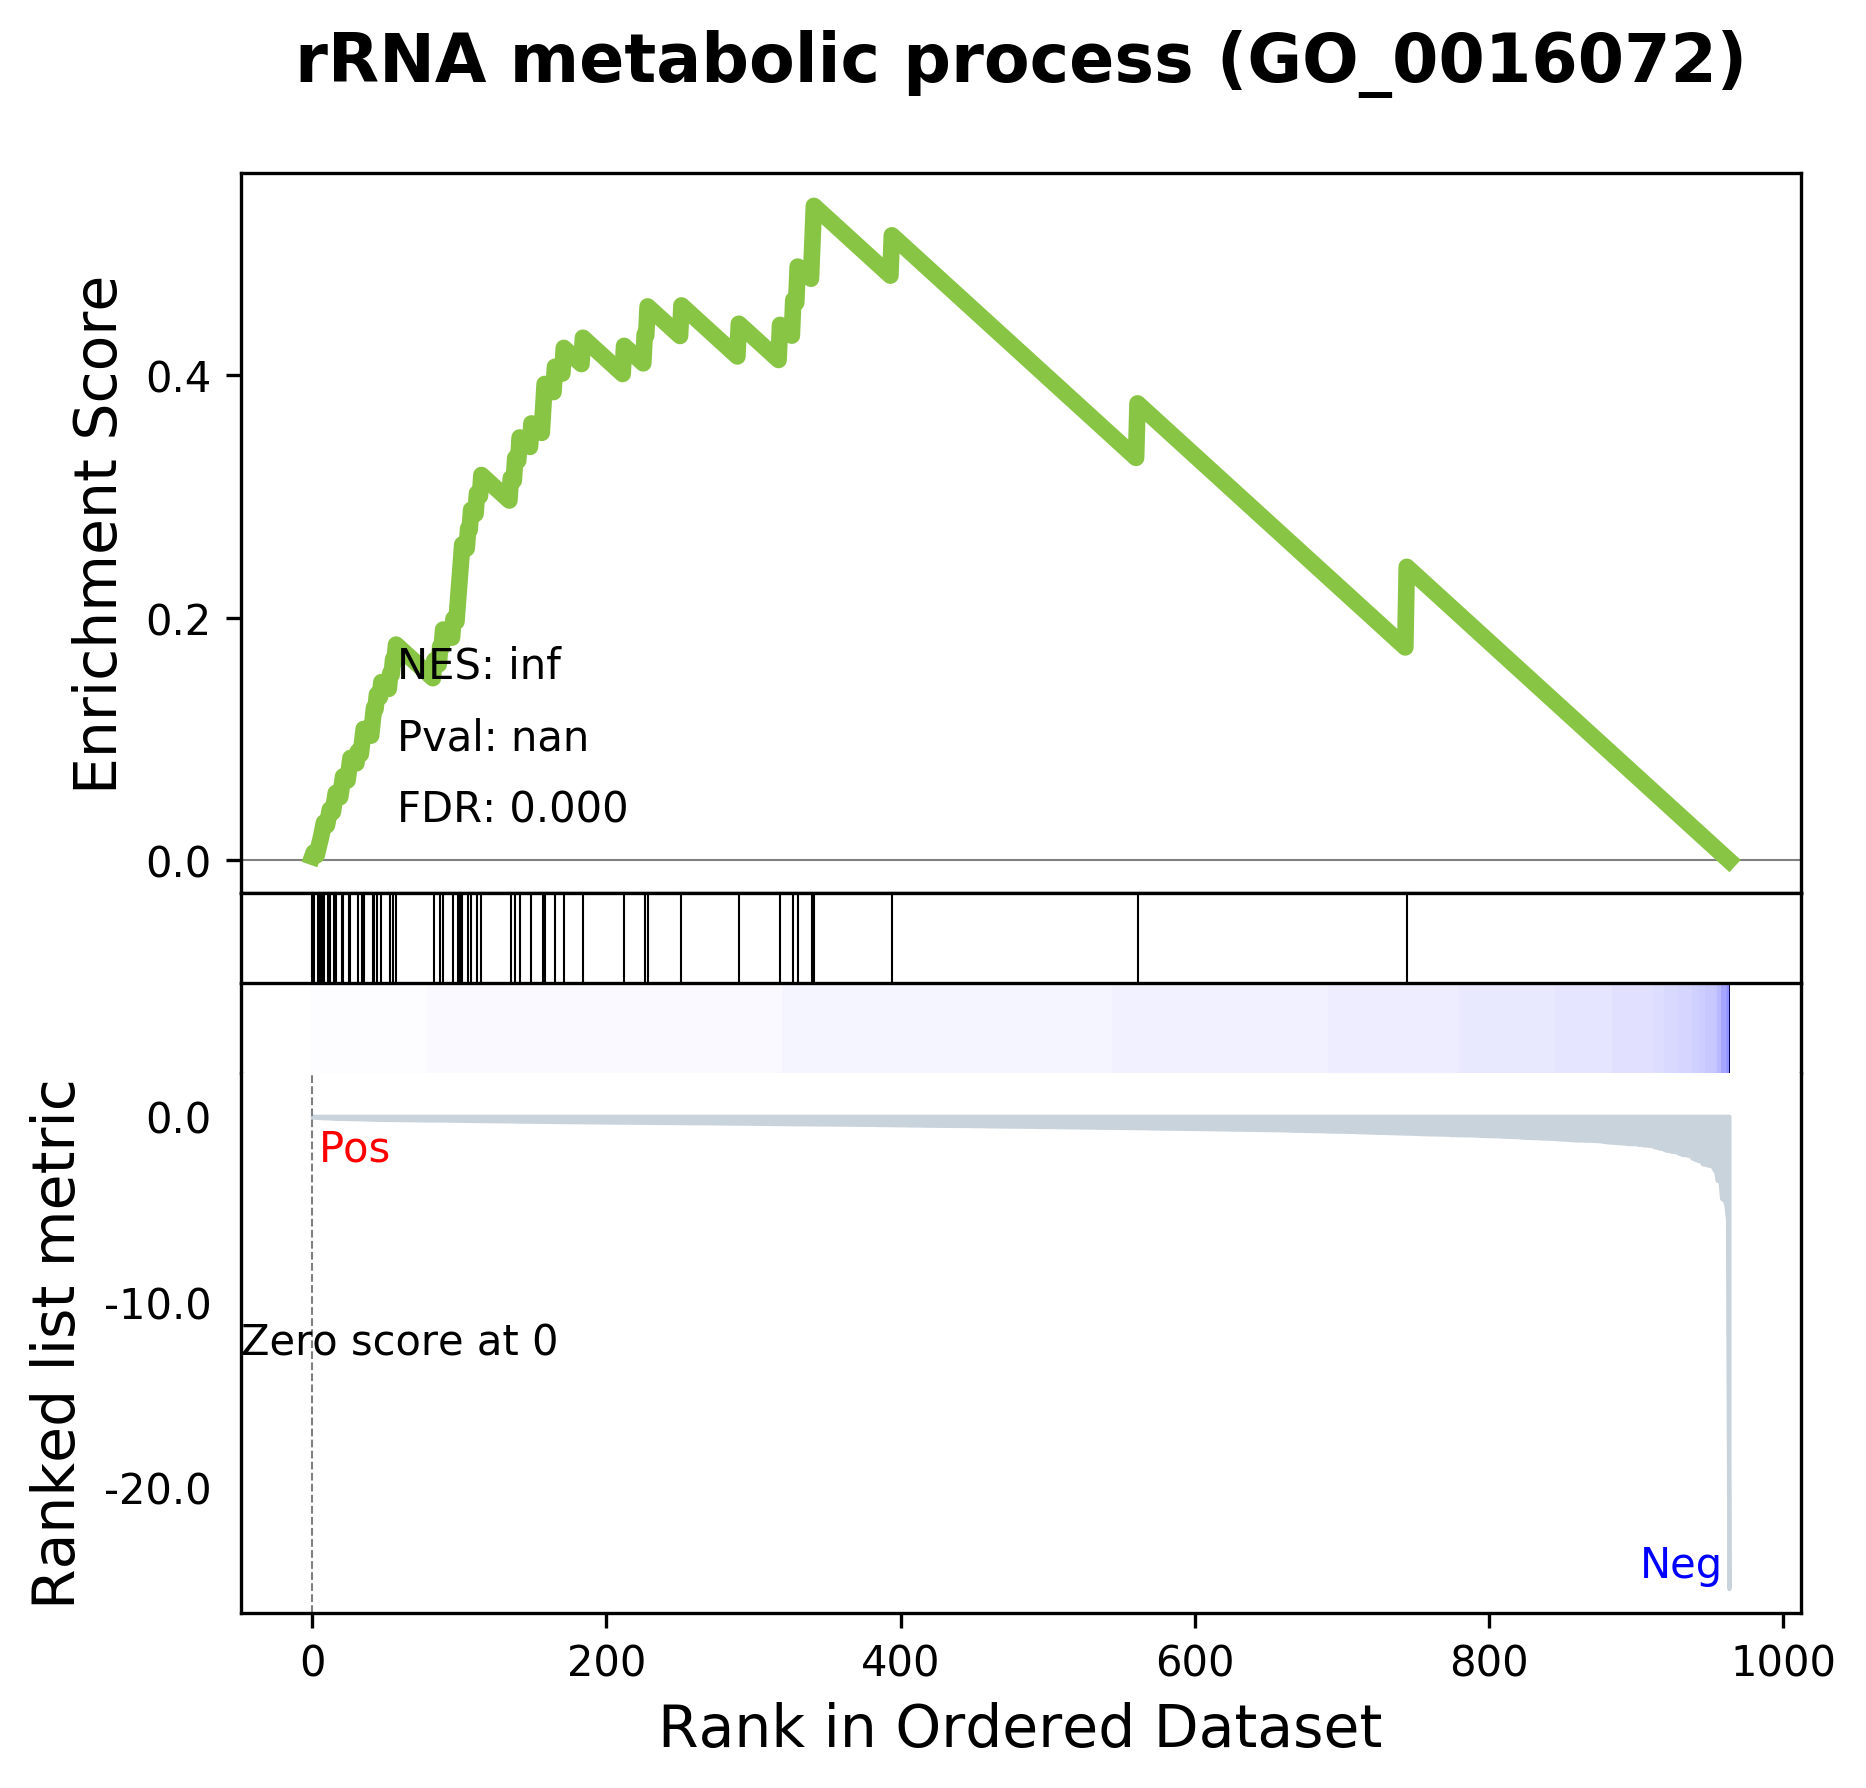 rRNA metabolic process (GO_0016072)
Enrichment Score
0.4
0.2
0.0
NES: inf
Pval: nan
FDR: 0.000
Ranked list metric
0.0
-10.0
-20.0
Pos
Zero score at 0
Neg
0 200 400 600 800 1000
Rank in Ordered Dataset